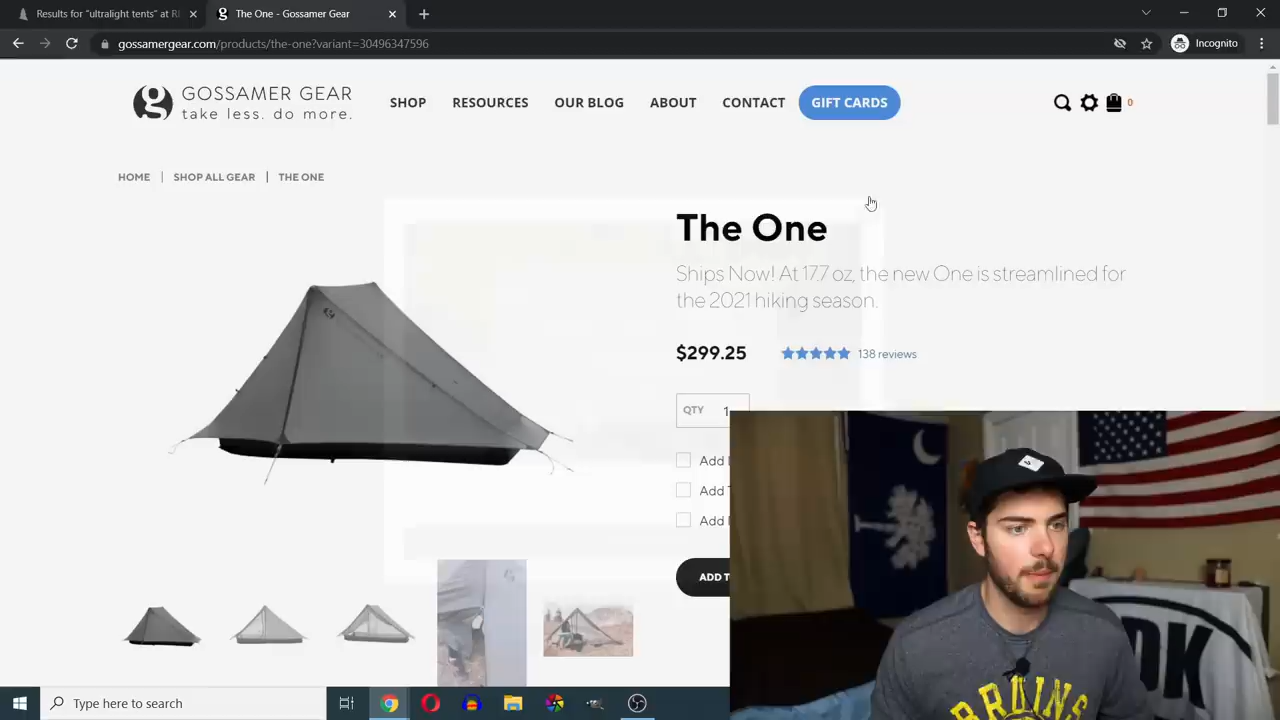 Results for "ultralight tents" at Ri
The One - Gossamer Gear
gossamergear.com/products/the-one?variant=30496347596
Incognito
GOSSAMER GEAR
take less. do more.
SHOP
RESOURCES
OUR BLOG
ABOUT
CONTACT
GIFT CARDS
0
HOME | SHOP ALL GEAR | THE ONE
The One
Ships Now! At 17.7 oz, the new One is streamlined for
the 2021 hiking season.
$299.25
138 reviews
QTY 1
Add
Add
Add
ADD
BRUINS
Type here to search